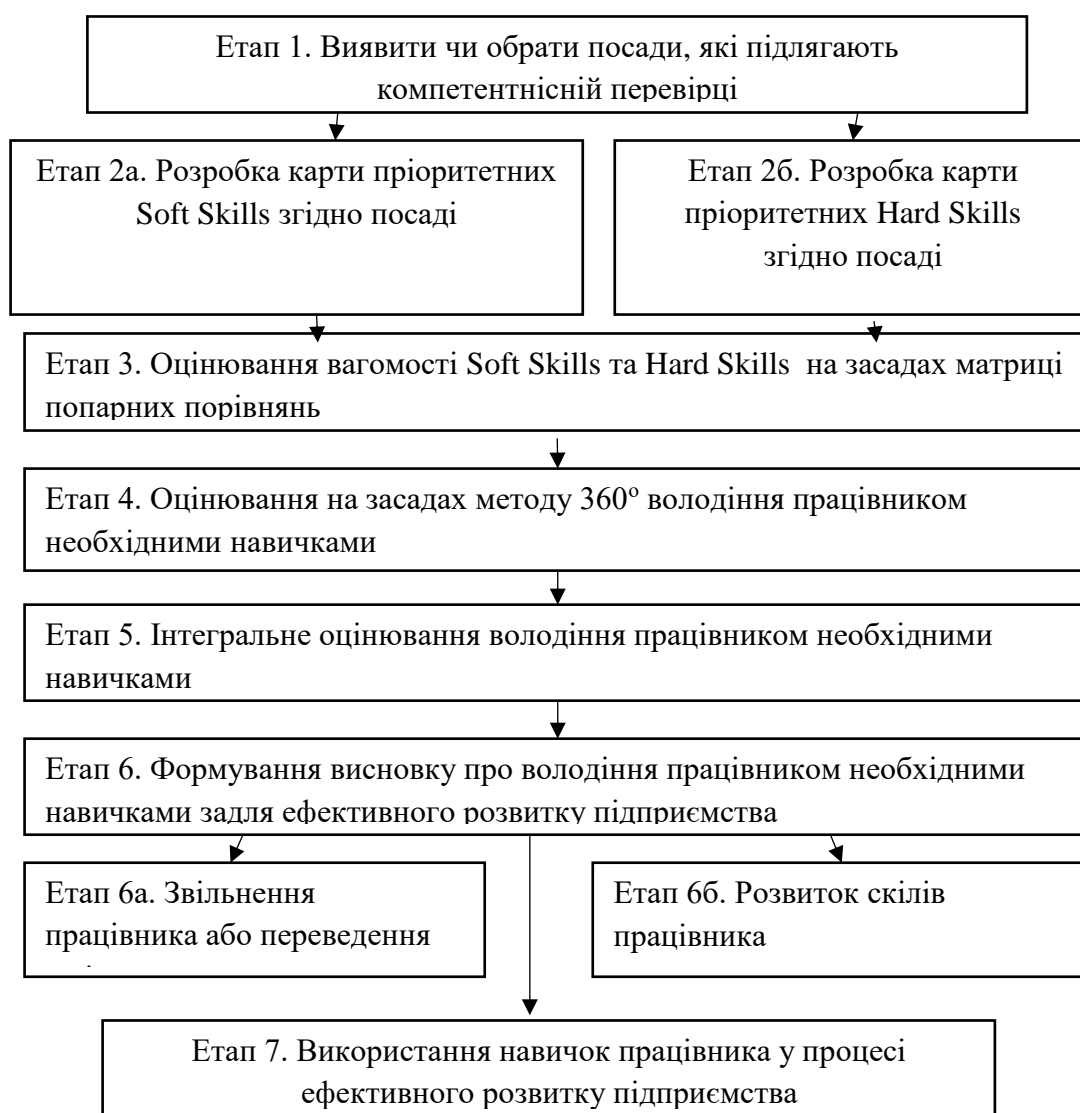 Етап 1. Виявити чи обрати посади, які підлягають
компетентнісній перевірці
Етап 2а. Розробка карти пріоритетних
Soft Skills згідно посаді
Етап 2б. Розробка карти
пріоритетних Hard Skills
згідно посаді
Етап 3. Оцінювання вагомості Soft Skills та Hard Skills на засадах матриці
попарних порівнянь
Етап 4. Оцінювання на засадах методу 360º володіння працівником
необхідними навичками
Етап 5. Інтегральне оцінювання володіння працівником необхідними
навичками
Етап 6. Формування висновку про володіння працівником необхідними
навичками задля ефективного розвитку підприємства
Етап 6а. Звільнення
працівника або переведення
Етап 6б. Розвиток скілів
працівника
Етап 7. Використання навичок працівника у процесі
ефективного розвитку підприємства